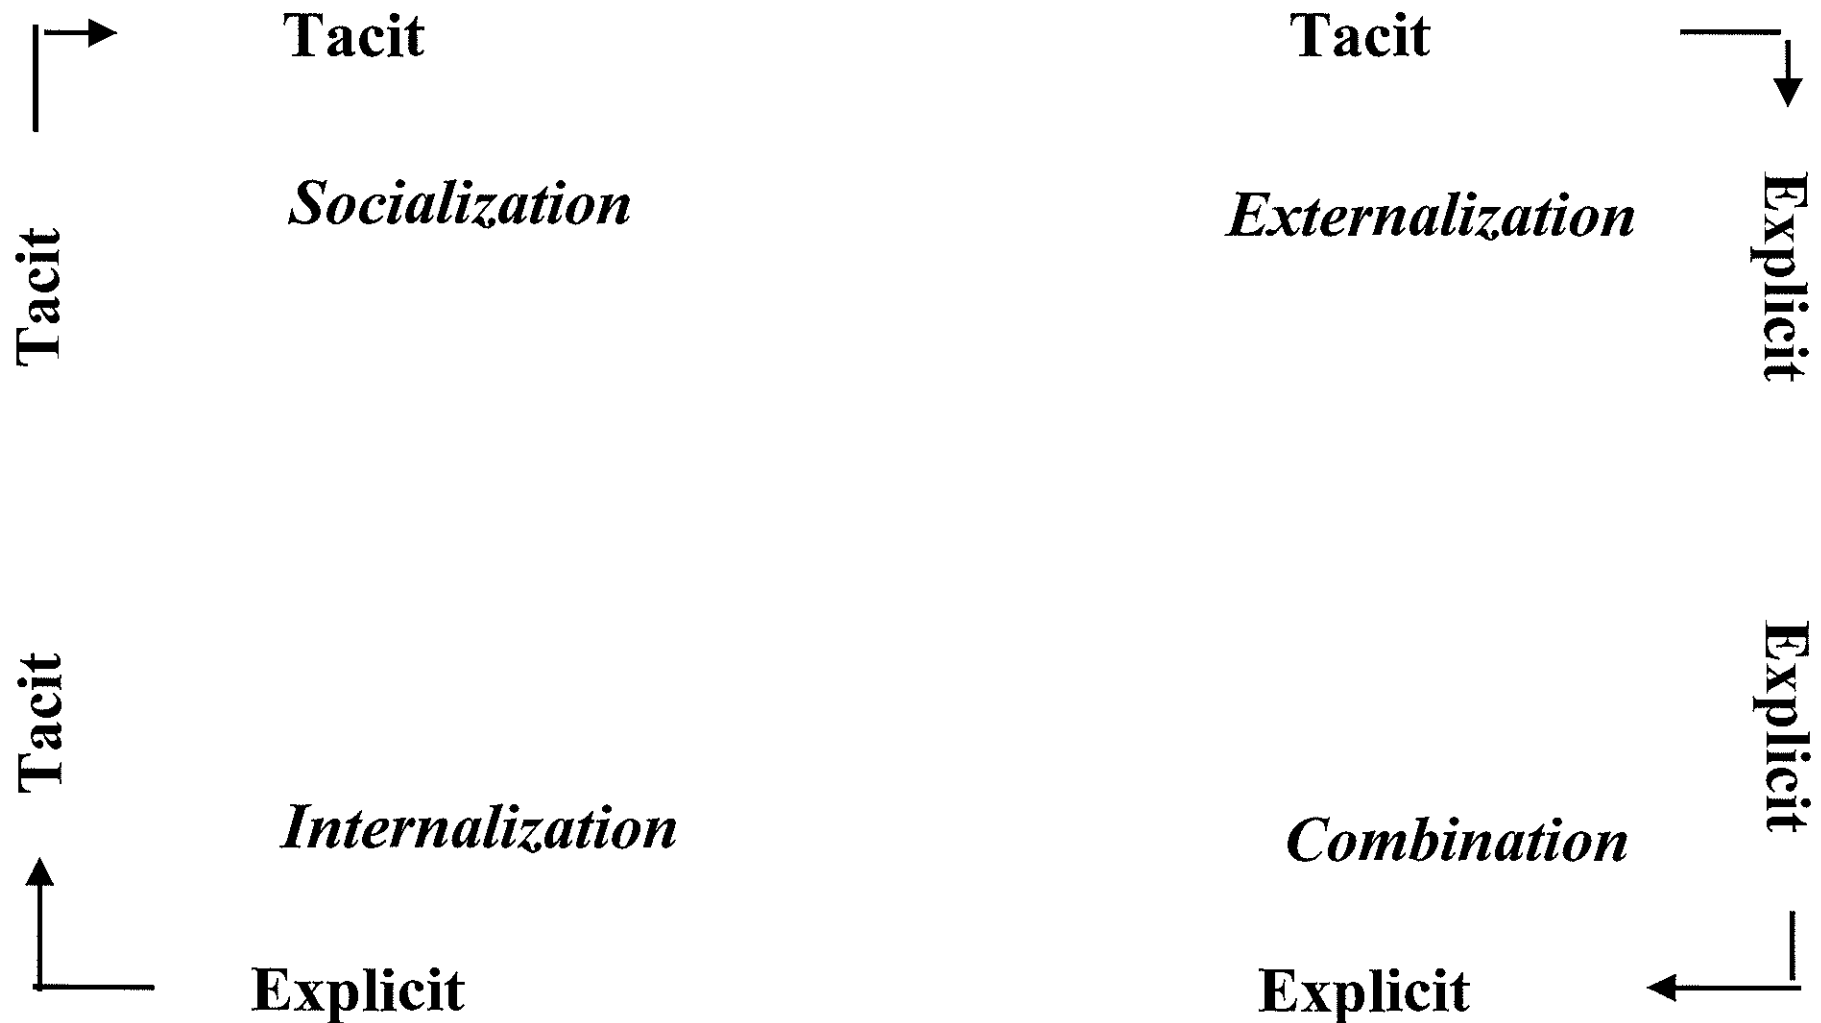 Tacit
Tacit
Socialization
Externalization
Tacit
Explicit
Tacit
Explicit
Internalization
Combination
Explicit
Explicit